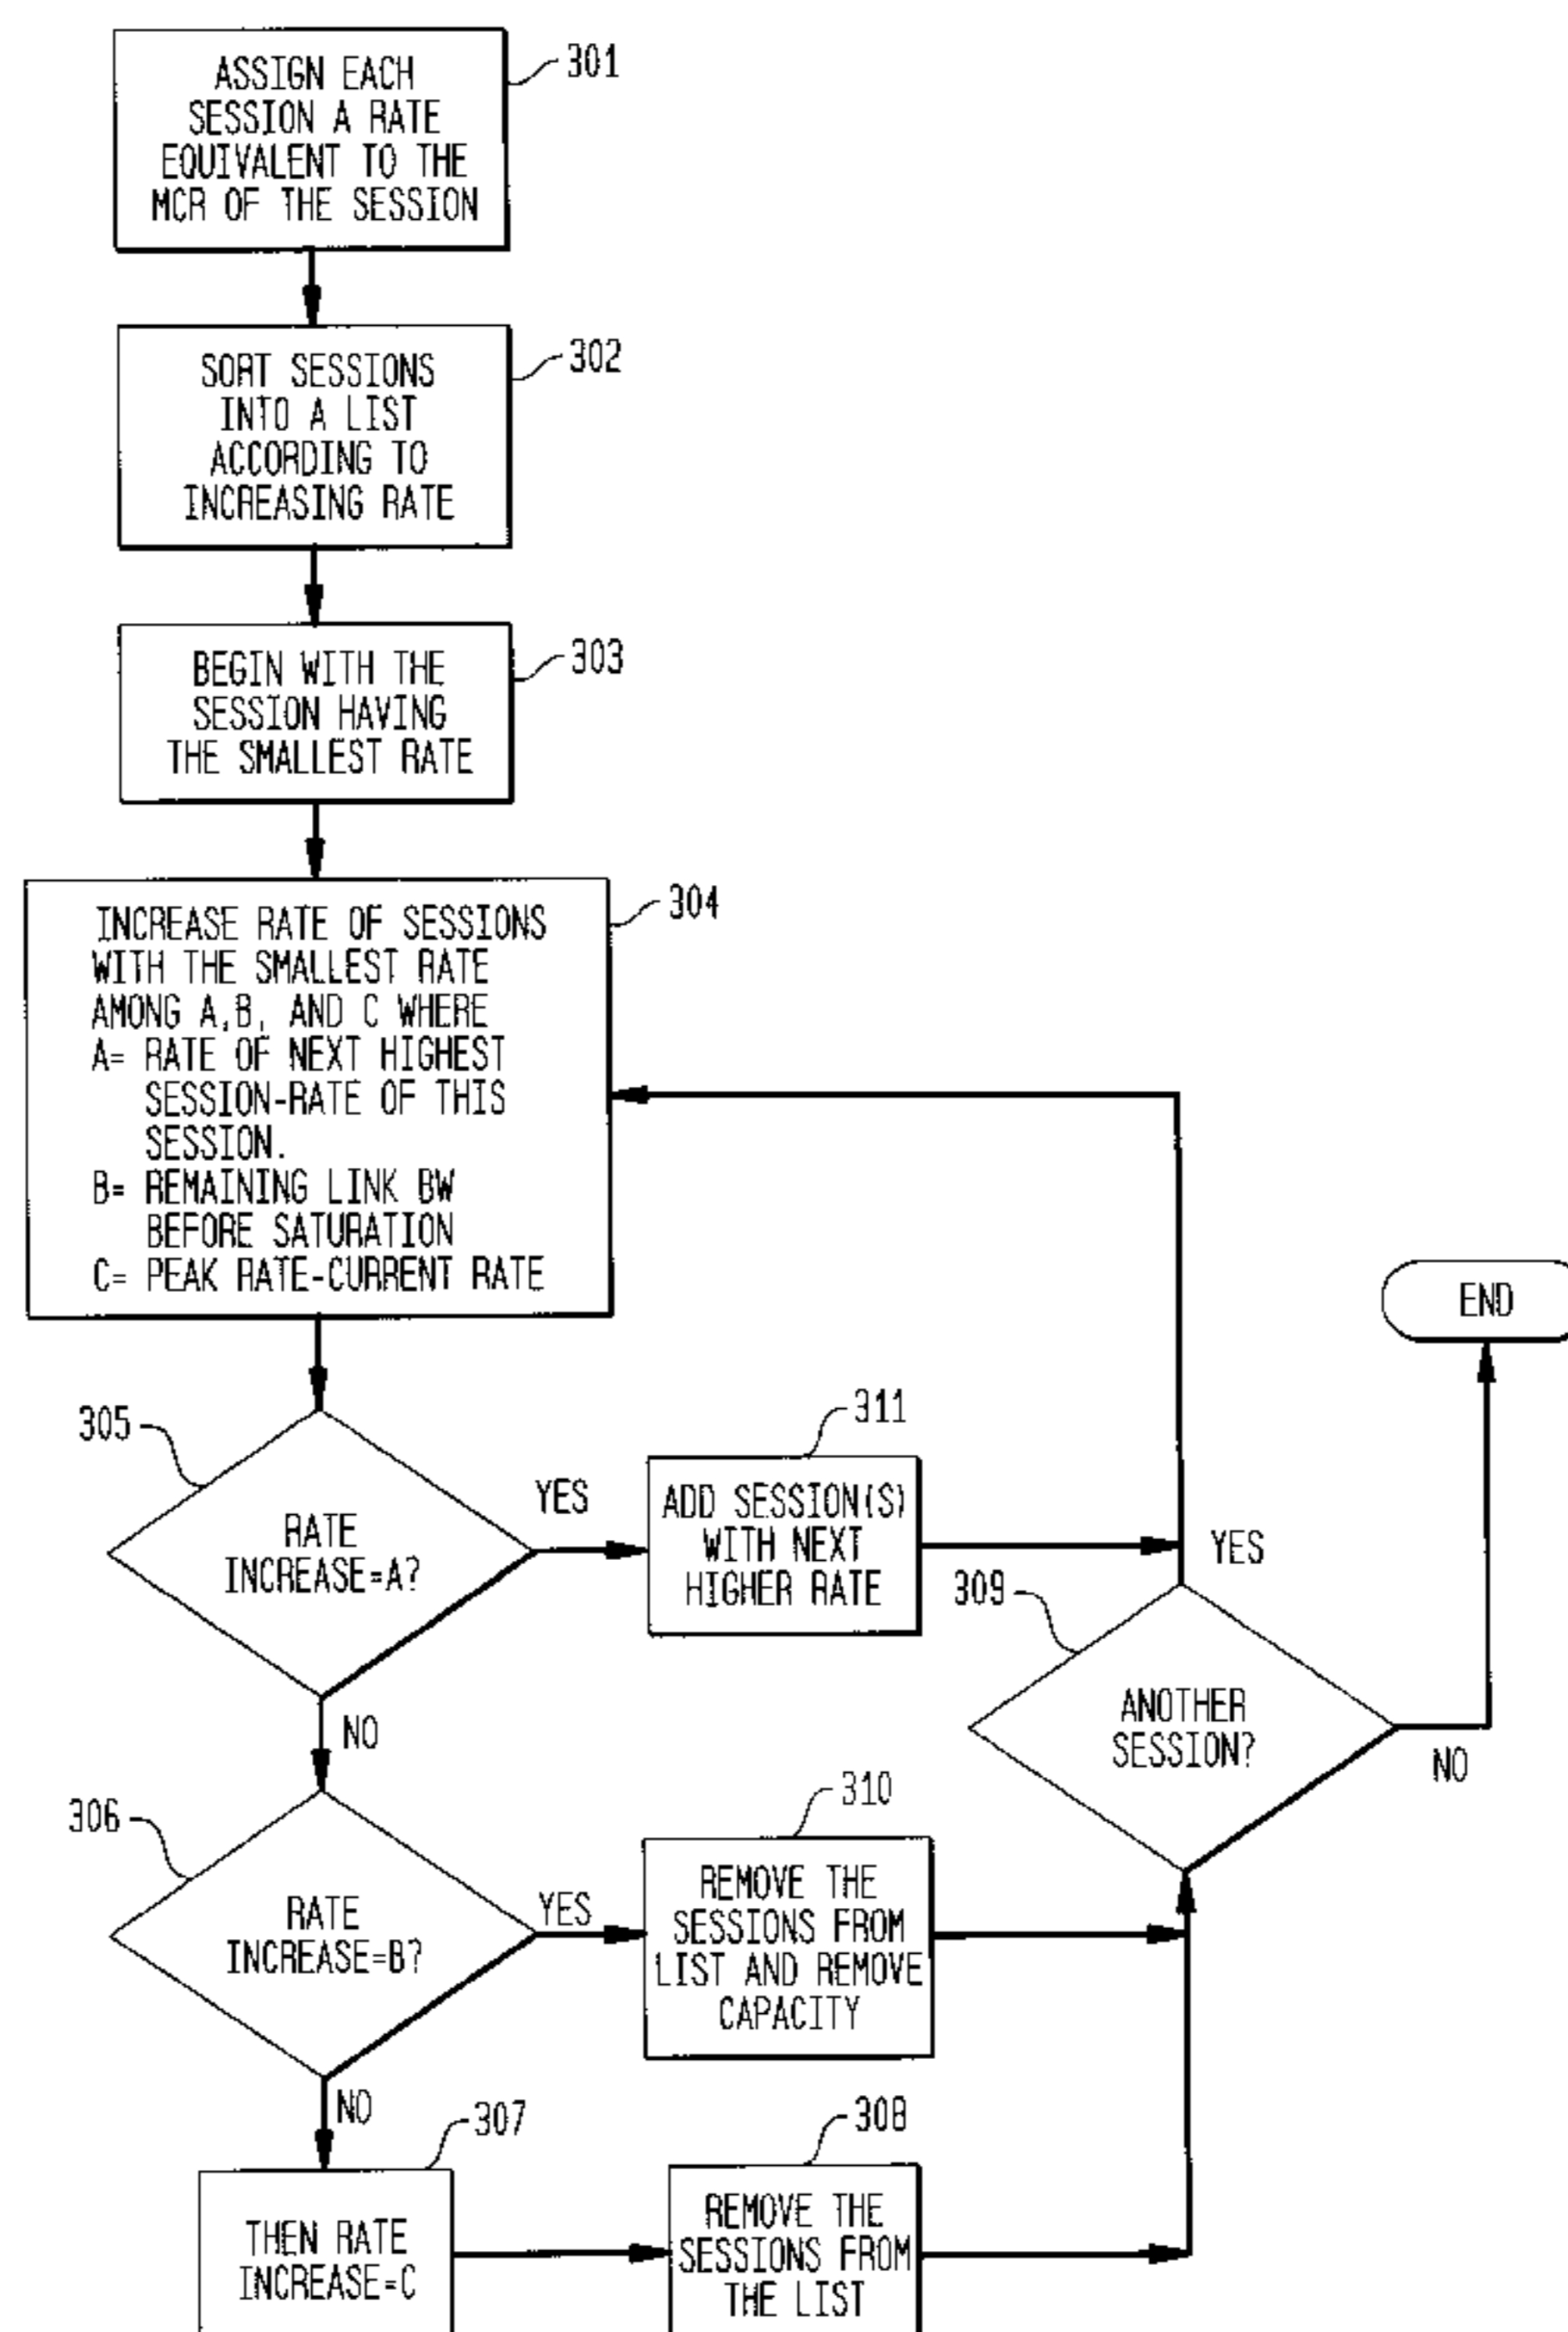 ASSIGN EACH
SESSION A RATE
EQUIVALENT TO THE
MCR OF THE SESSION
301
SORT SESSIONS
INTO A LIST
ACCORDING TO
INCREASING RATE
302
BEGIN WITH THE
SESSION HAVING
THE SMALLEST RATE
303
INCREASE RATE OF SESSIONS
WITH THE SMALLEST RATE
AMONG A,B, AND C WHERE
A= RATE OF NEXT HIGHEST
SESSION-RATE OF THIS
SESSION.
B= REMAINING LINK BW
BEFORE SATURATION
C= PEAK RATE-CURRENT RATE
304
END
305
RATE
INCREASE=A?
YES
NO
311
ADD SESSION(S)
WITH NEXT
HIGHER RATE
309
ANOTHER
SESSION?
YES
NO
306
RATE
INCREASE=B?
YES
NO
310
REMOVE THE
SESSIONS FROM
LIST AND REMOVE
CAPACITY
307
THEN RATE
INCREASE=C
308
REMOVE THE
SESSIONS FROM
THE LIST